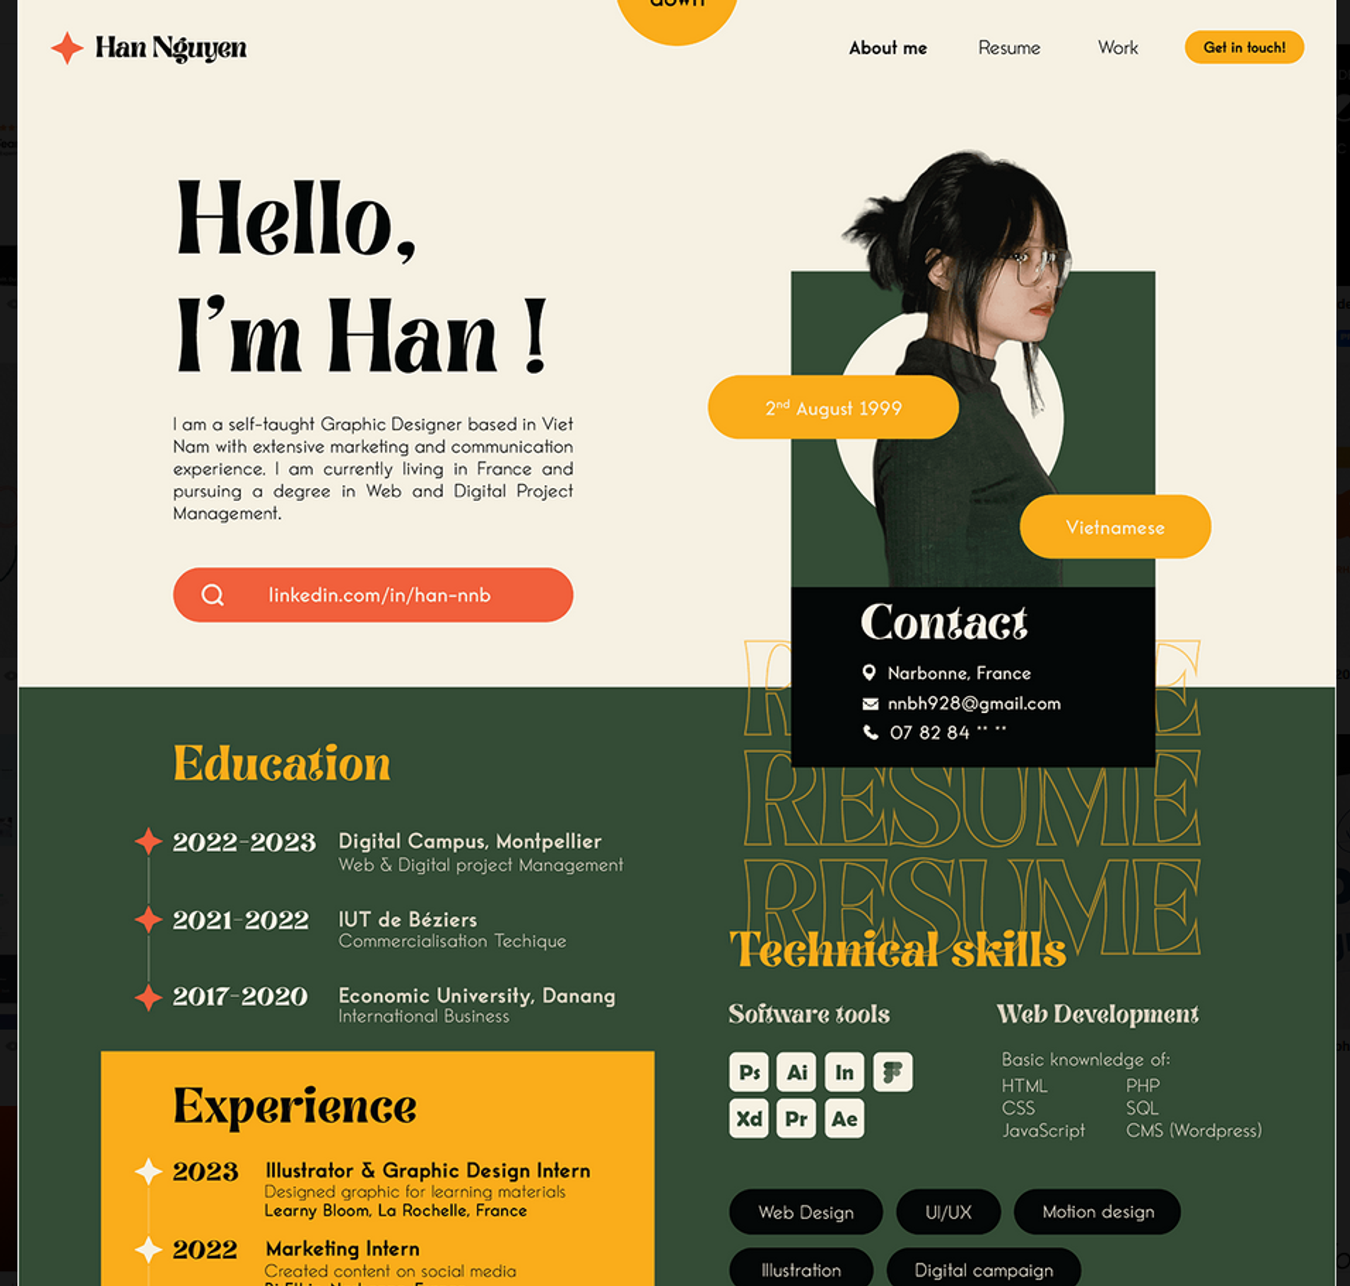 down
Han Nguyen
About me
Resume
Work
Get in touch!
Hello,
I'm Han !
I am a self-taught Graphic Designer based in Viet
Nam with extensive marketing and communication
experience. I am currently living in France and
pursuing a degree in Web and Digital Project
Management.
linkedin.com/in/han-nnb
2nd August 1999
Vietnamese
Contact
Narbonne, France
nnbh928@gmail.com
07 82 84 ** **
RESUME
RESUME
Education
2022-2023
Digital Campus, Montpellier
Web & Digital project Management
2021-2022
IUT de Béziers
Commercialisation Techique
2017-2020
Economic University, Danang
International Business
Experience
2023
Illustrator & Graphic Design Intern
Designed graphic for learning materials
Learny Bloom, La Rochelle, France
2022
Marketing Intern
Created content on social media
Technical skills
Software tools
Ps Ai In
Xd Pr Ae
Web Development
Basic knownledge of:
HTML
PHP
CSS
SQL
JavaScript
CMS (Wordpress)
Web Design
UI/UX
Motion design
Illustration
Digital campaign